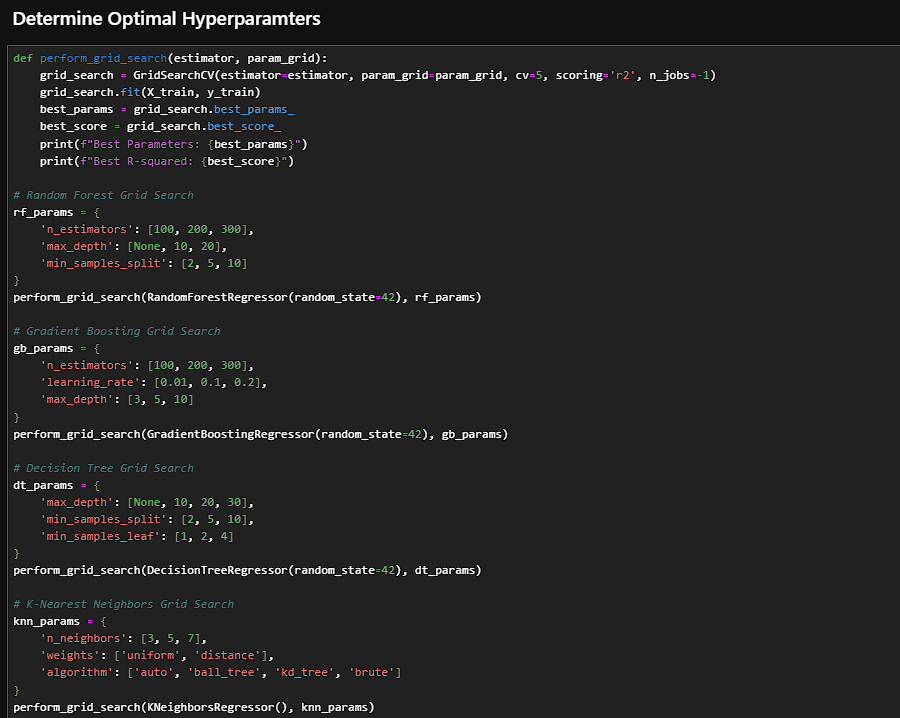 Determine Optimal Hyperparamters
def perform_grid_search(estimator, param_grid):
    grid_search = GridSearchCV(estimator=estimator, param_grid=param_grid, cv=5, scoring='r2', n_jobs=-1)
    grid_search.fit(X_train, y_train)
    best_params = grid_search.best_params_
    best_score = grid_search.best_score_
    print(f"Best Parameters: {best_params}")
    print(f"Best R-squared: {best_score}")
# Random Forest Grid Search
rf_params = {
    'n_estimators': [100, 200, 300],
    'max_depth': [None, 10, 20],
    'min_samples_split': [2, 5, 10]
}
perform_grid_search(RandomForestRegressor(random_state=42), rf_params)
# Gradient Boosting Grid Search
gb_params = {
    'n_estimators': [100, 200, 300],
    'learning_rate': [0.01, 0.1, 0.2],
    'max_depth': [3, 5, 10]
}
perform_grid_search(GradientBoostingRegressor(random_state=42), gb_params)
# Decision Tree Grid Search
dt_params = {
    'max_depth': [None, 10, 20, 30],
    'min_samples_split': [2, 5, 10],
    'min_samples_leaf': [1, 2, 4]
}
perform_grid_search(DecisionTreeRegressor(random_state=42), dt_params)
# K-Nearest Neighbors Grid Search
knn_params = {
    'n_neighbors': [3, 5, 7],
    'weights': ['uniform', 'distance'],
    'algorithm': ['auto', 'ball_tree', 'kd_tree', 'brute']
}
perform_grid_search(KNeighborsRegressor(), knn_params)